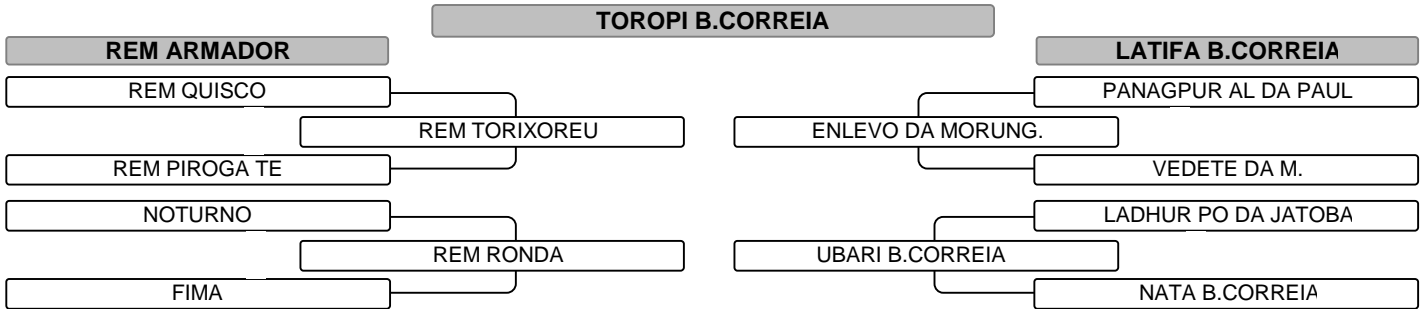 TOROPI B.CORREIA
REM ARMADOR
LATIFA B.CORREIA
REM QUISCO
PANAGPUR AL DA PAUL
REM TORIXOREU
ENLEVO DA MORUNG.
REM PIROGA TE
VEDETE DA M.
NOTURNO
LADHUR PO DA JATOBA
REM RONDA
UBARI B.CORREIA
FIMA
NATA B.CORREIA